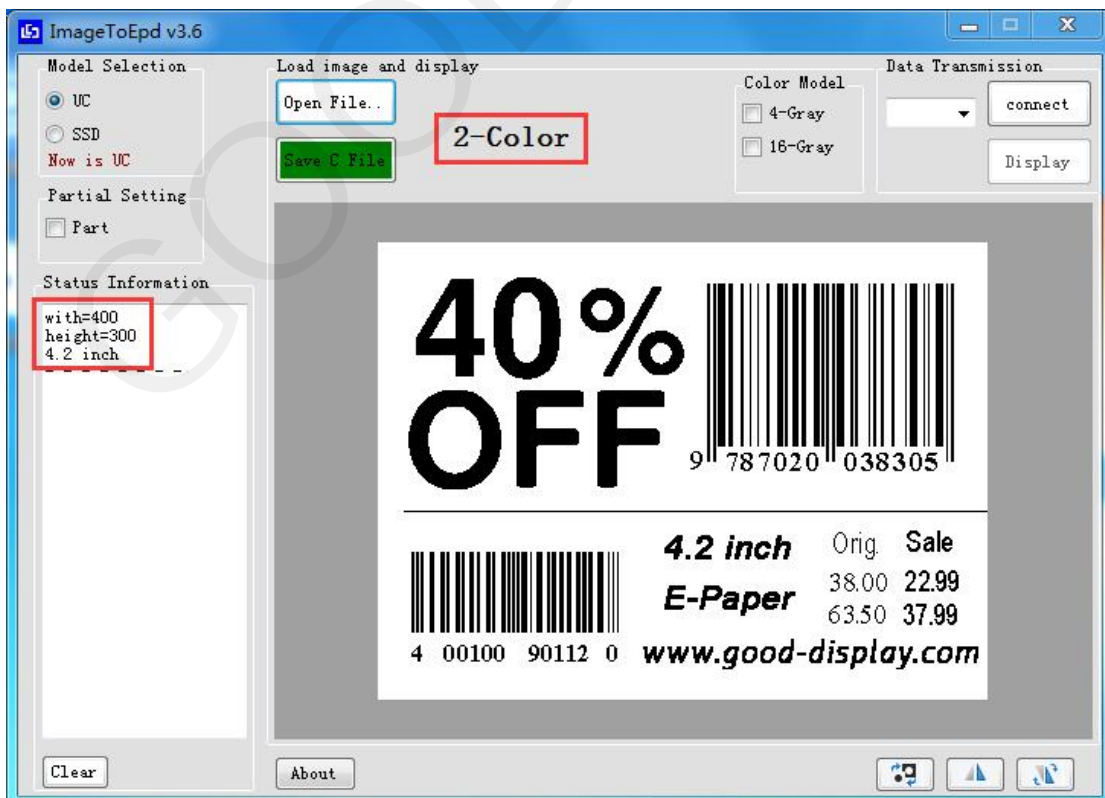 ImageToEpd v3.6
Model Selection
UC
SSD
Now is UC
Partial Setting
Part
Status Information
with=400
height=300
4.2 inch
Clear
Load image and display
Open File..
Save C File
2-Color
Color Model
4-Gray
16-Gray
Data Transmission
connect
Display
40%
OFF
9 787020 038305
4.2 inch
E-Paper
Orig. Sale
38.00 22.99
63.50 37.99
4 00100 90112 0
www.good-display.com
About